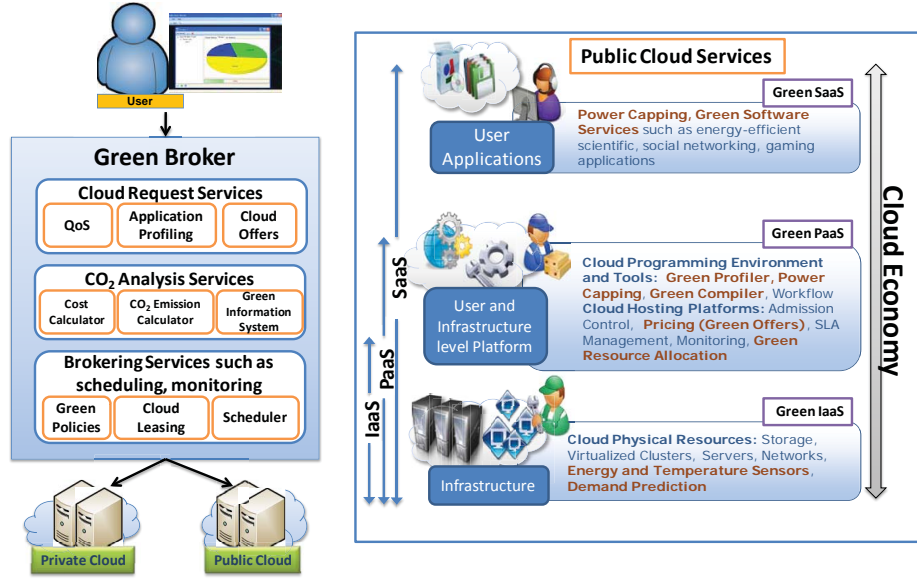 User
Green Broker
Cloud Request Services
QoS
Application
Profiling
Cloud
Offers
CO₂ Analysis Services
Cost
Calculator
CO₂ Emission
Calculator
Green
Information
System
Brokering Services such as
scheduling, monitoring
Green
Policies
Cloud
Leasing
Scheduler
Private Cloud
Public Cloud
Public Cloud Services
SaaS
PaaS
IaaS
Green SaaS
User
Applications
Power Capping, Green Software
Services such as energy-efficient
scientific, social networking, gaming
applications
Green PaaS
User and
Infrastructure
level Platform
Cloud Programming Environment
and Tools: Green Profiler, Power
Capping, Green Compiler, Workflow
Cloud Hosting Platforms: Admission
Control, Pricing (Green Offers), SLA
Management, Monitoring, Green
Resource Allocation
Green IaaS
Infrastructure
Cloud Physical Resources: Storage,
Virtualized Clusters, Servers, Networks,
Energy and Temperature Sensors,
Demand Prediction
Cloud Economy